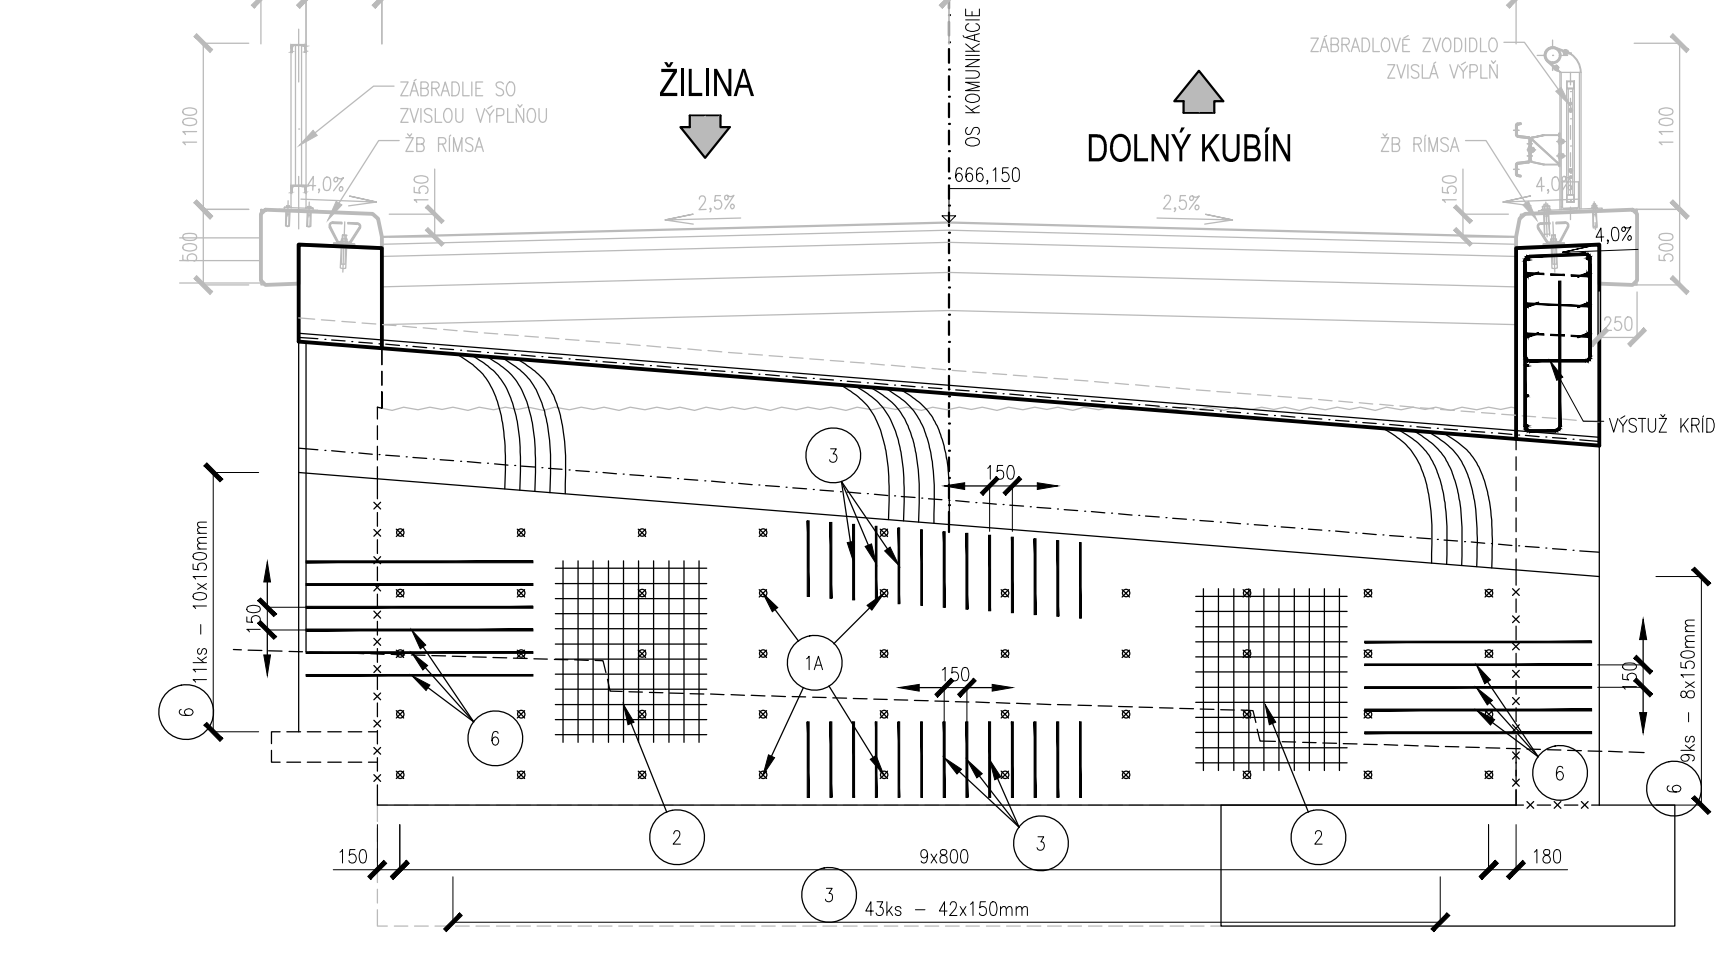 OS KOMUNIKÁCIE
ZÁBRADLOVÉ ZVODIDLO
ZVISLÁ VÝPLŇ
ŽILINA
ZÁBRADLIE SO
ZVISLOU VÝPLŇOU
ŽB RÍMSA
DOLNÝ KUBÍN
ŽB RÍMSA
1100
1100
666,150
4,0%
150
2,5%
2,5%
150
4,0%
4,0%
500
500
250
VÝSTUŽ KRÍD
3
150
11ks – 10x150mm
150
6
6
1A
150
150
9ks – 8x150mm
6
6
2
3
2
150
9x800
180
3
43ks – 42x150mm